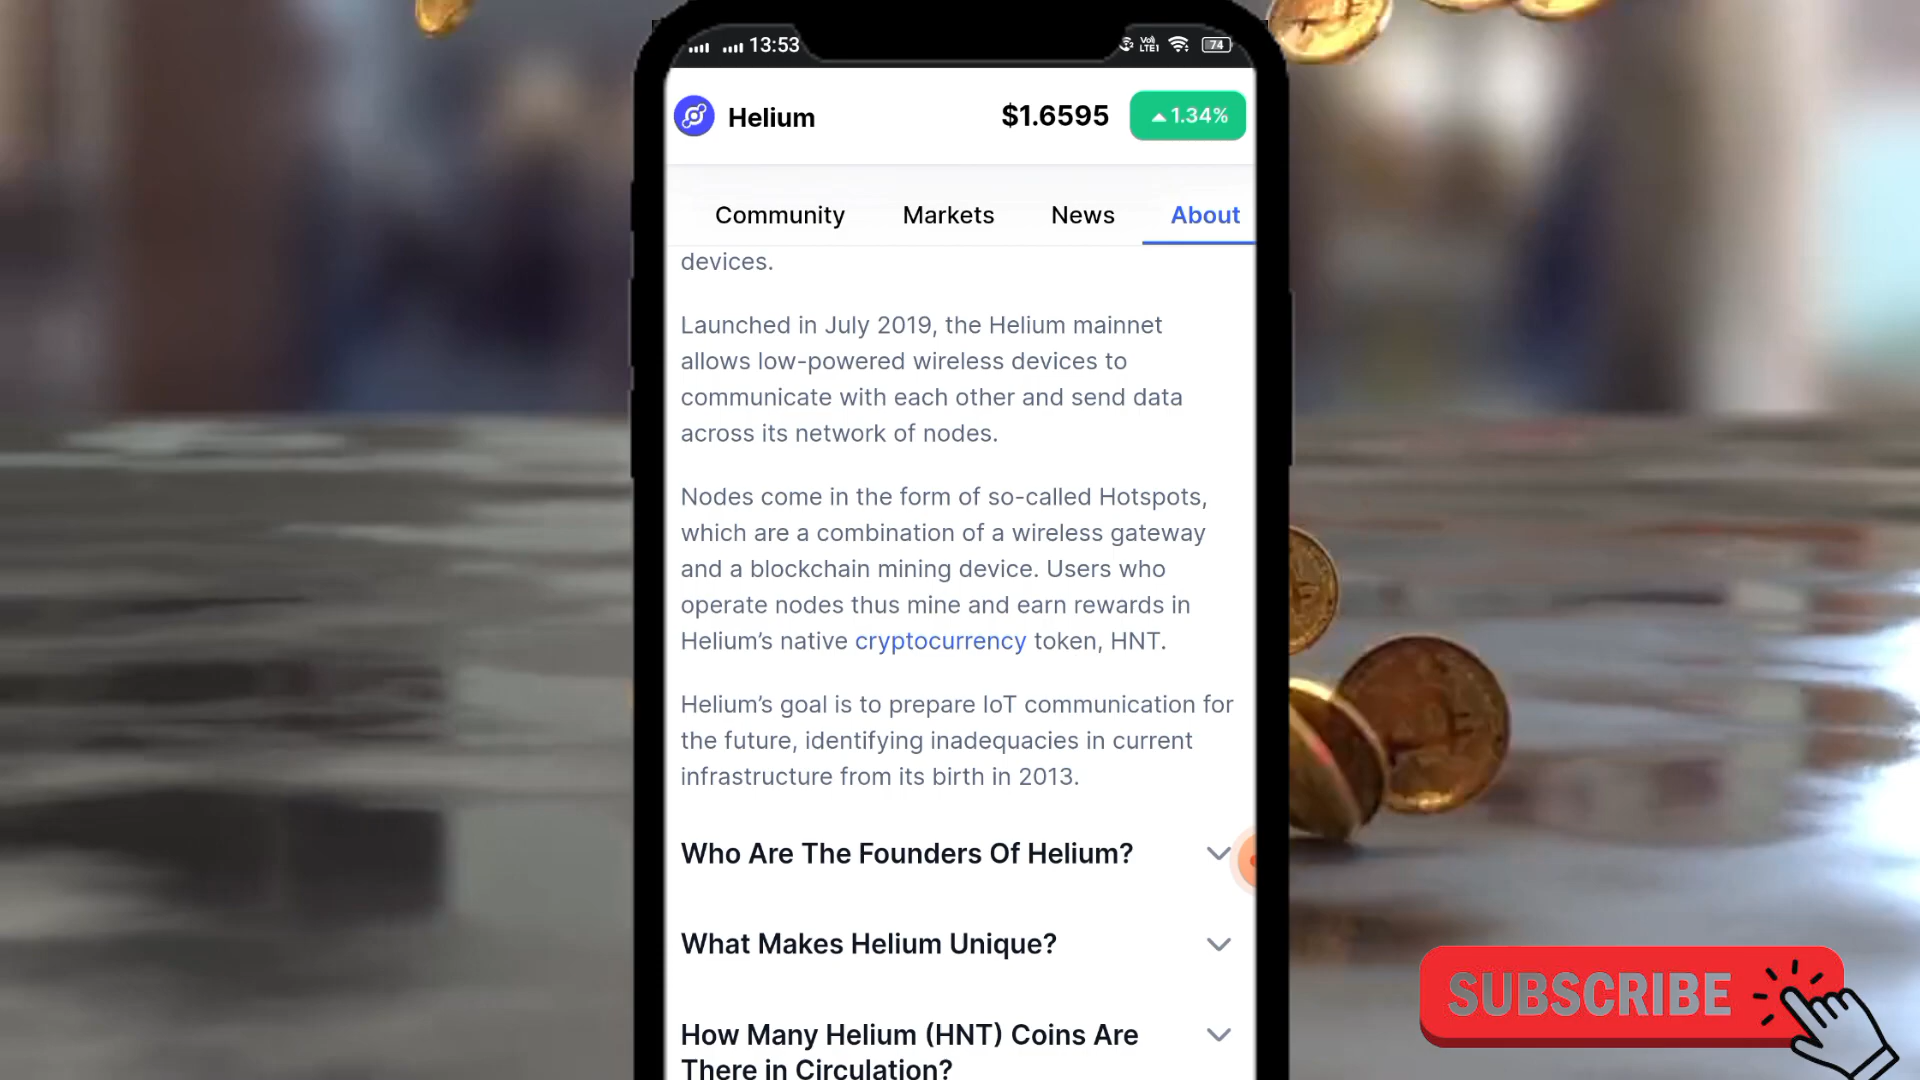 13:53
Vo)
LTE1
74
Helium
$1.6595
1.34%
Community
Markets
News
About
devices.
Launched in July 2019, the Helium mainnet
allows low-powered wireless devices to
communicate with each other and send data
across its network of nodes.
Nodes come in the form of so-called Hotspots,
which are a combination of a wireless gateway
and a blockchain mining device. Users who
operate nodes thus mine and earn rewards in
Helium’s native cryptocurrency token, HNT.
Helium’s goal is to prepare IoT communication for
the future, identifying inadequacies in current
infrastructure from its birth in 2013.
Who Are The Founders Of Helium?
What Makes Helium Unique?
How Many Helium (HNT) Coins Are
There in Circulation?
SUBSCRIBE